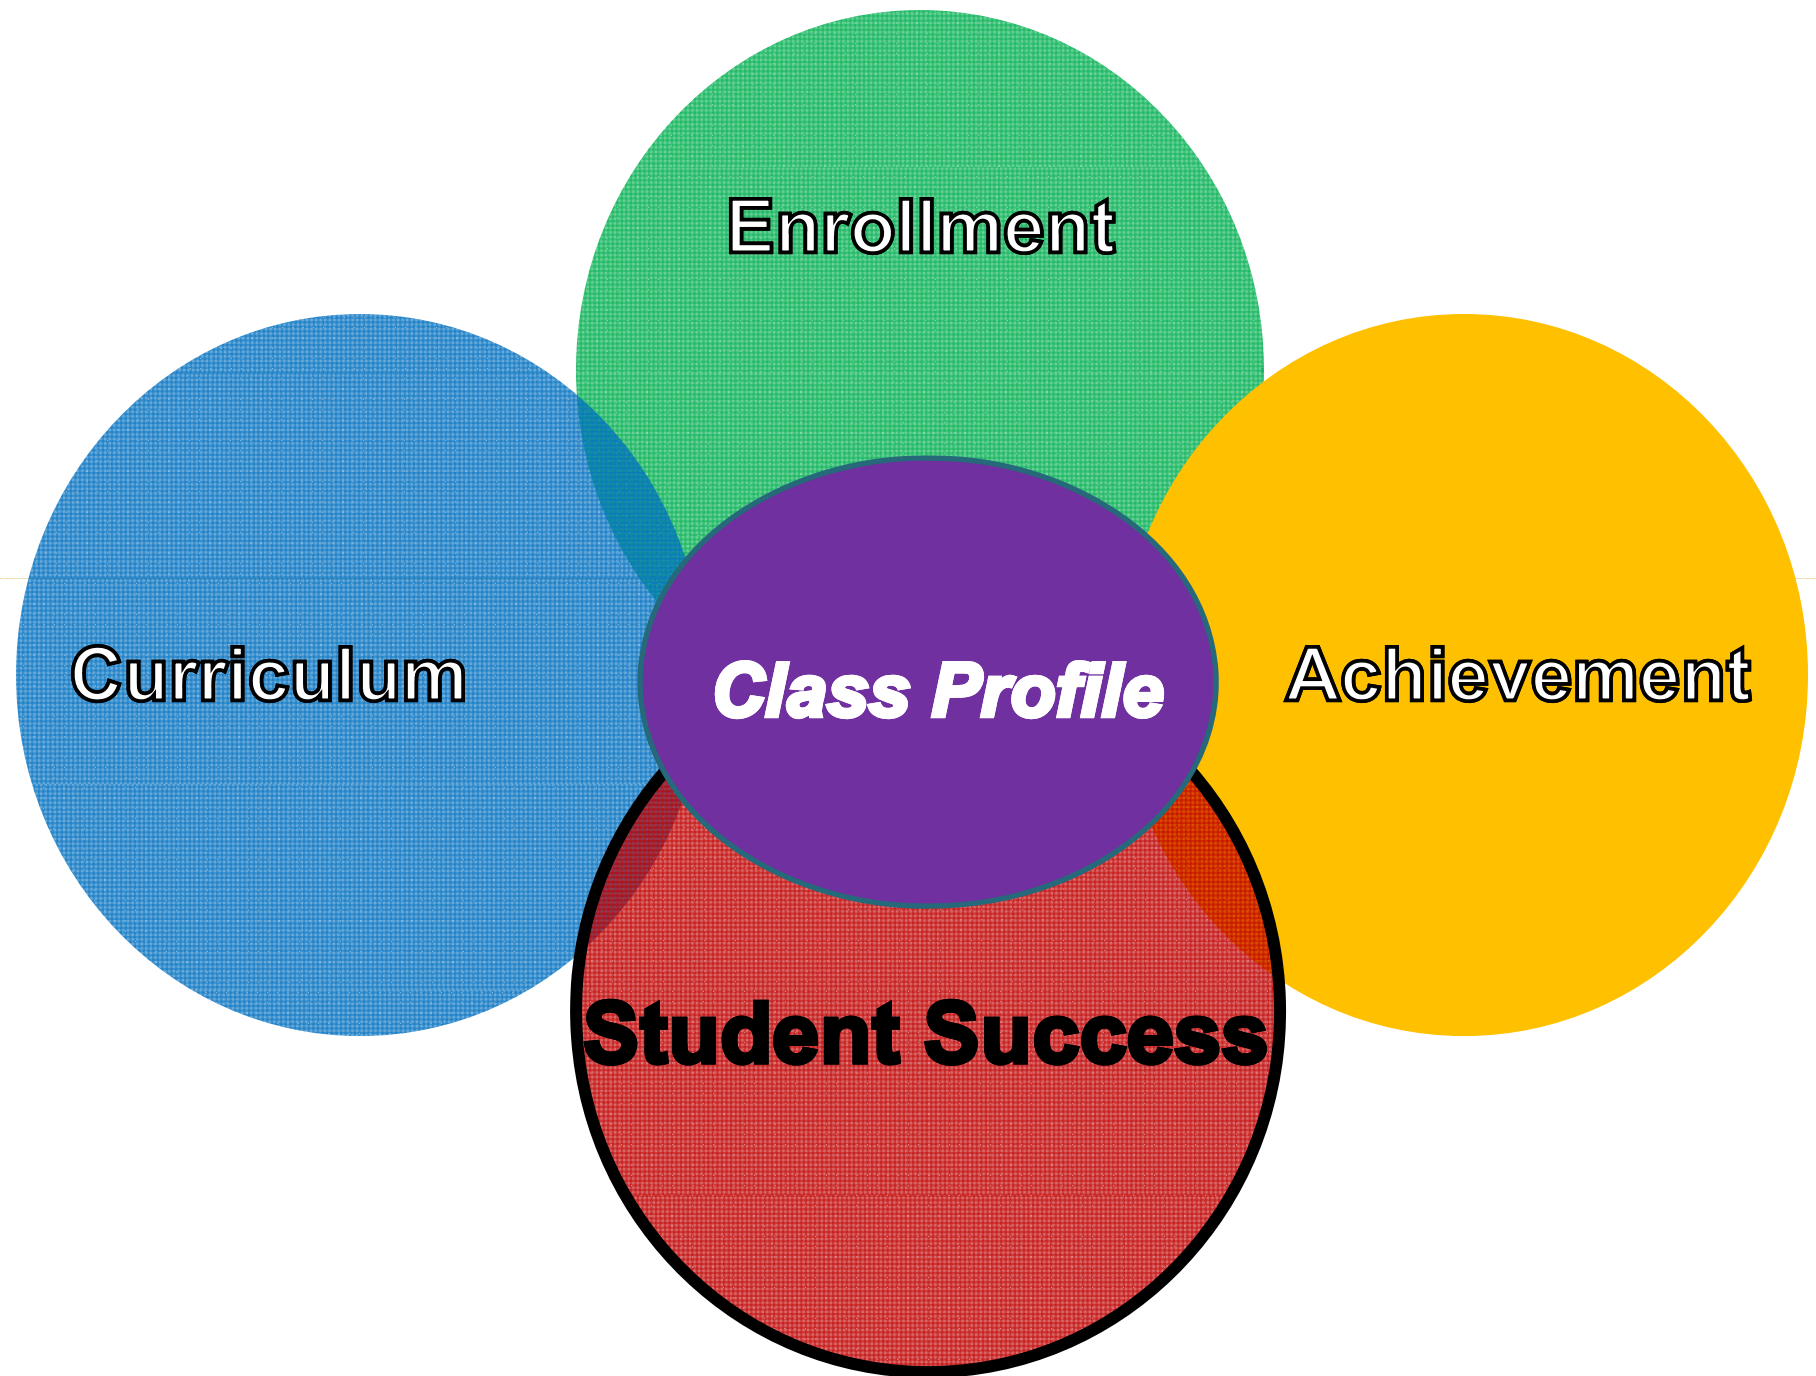 Enrollment
Curriculum
Class Profile
Achievement
Student Success